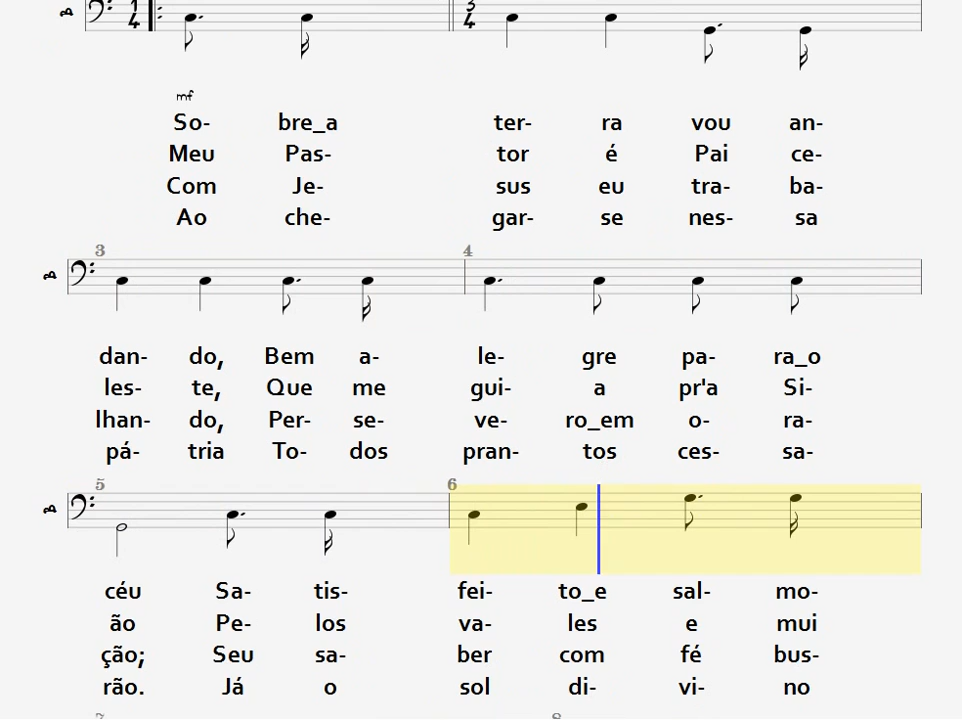 B 1 4 3 4
mf
So- bre_a ter- ra vou an-
Meu Pas- tor é Pai ce-
Com Je- sus eu tra- ba-
Ao che- gar- se nes- sa
3 4
B
dan- do, Bem a- le- gre pa- ra_o
les- te, Que me gui- a pr'a Si-
lhan- do, Per- se- ve- ro_em o- ra-
pá- tria To- dos pran- tos ces- sa-
5 6
B
céu Sa- tis- fei- to_e sal- mo-
ão Pe- los va- les e mui
ção; Seu sa- ber com fé bus-
rão. Já o sol di- vi- no